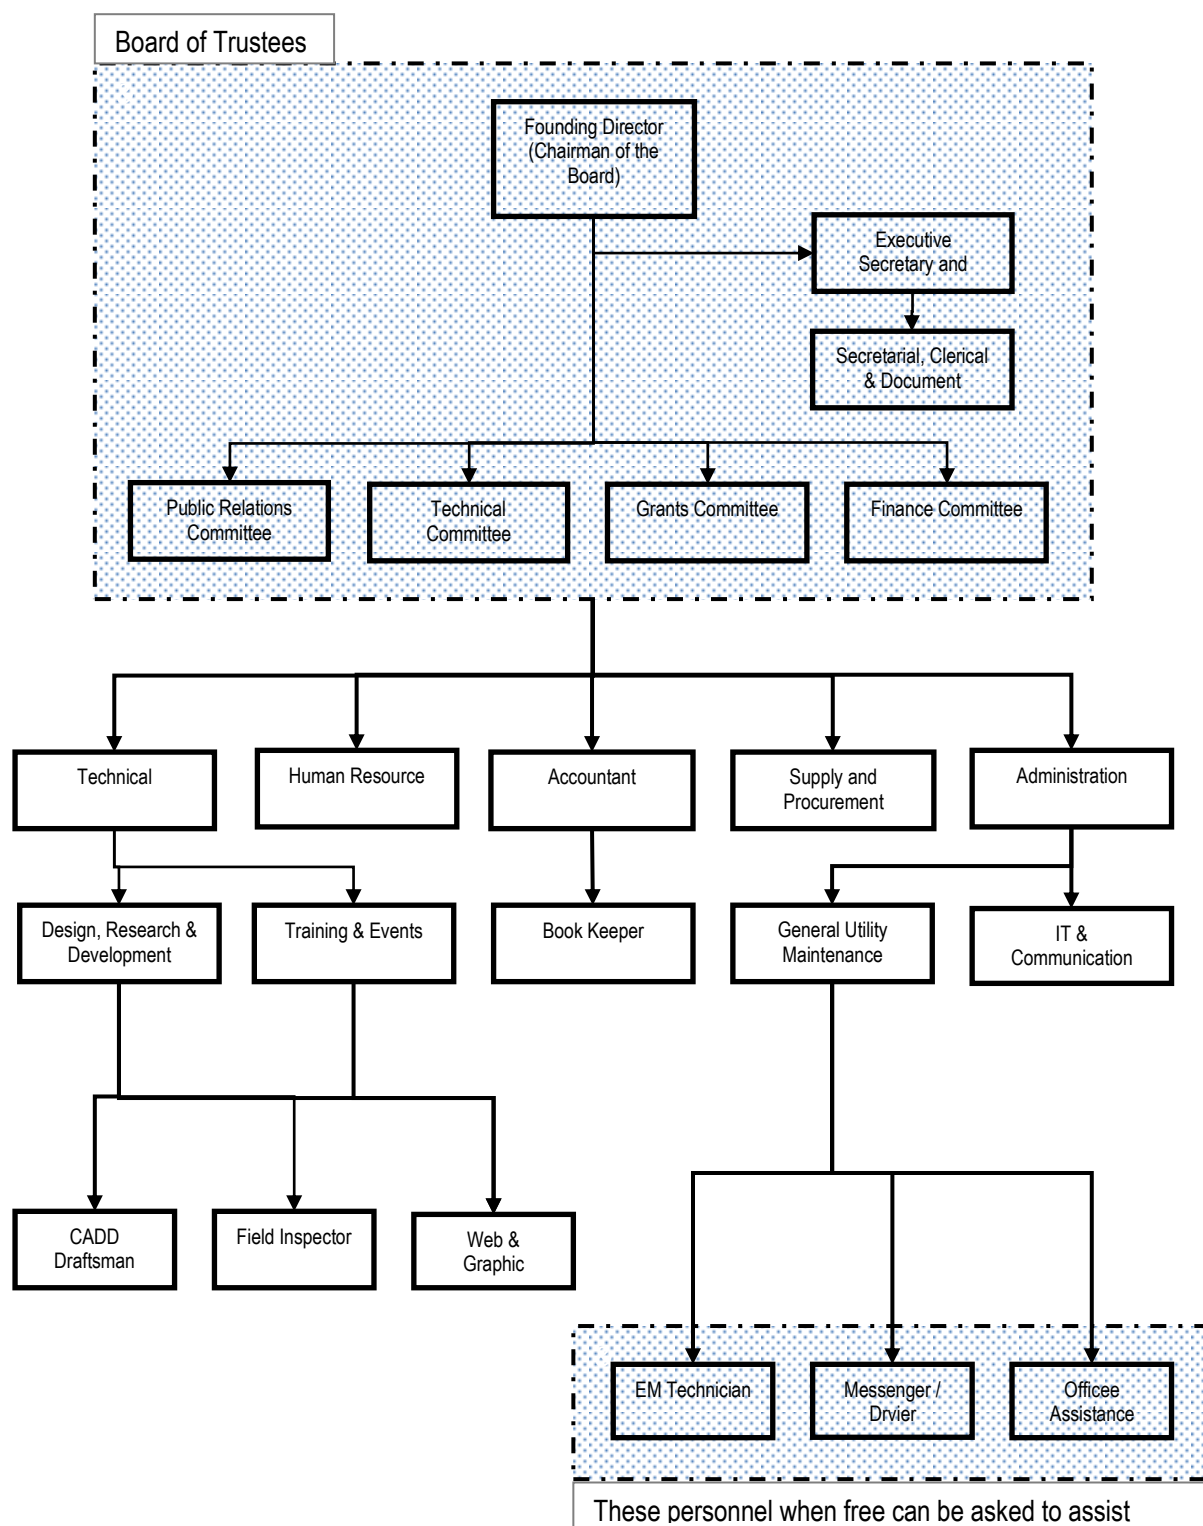 Board of Trustees
Founding Director
(Chairman of the
Board)
Executive
Secretary and
Secretarial, Clerical
& Document
Public Relations
Committee
Technical
Committee
Grants Committee
Finance Committee
Technical
Human Resource
Accountant
Supply and
Procurement
Administration
Design, Research &
Development
Training & Events
Book Keeper
General Utility
Maintenance
IT &
Communication
CADD
Draftsman
Field Inspector
Web &
Graphic
EM Technician
Messenger /
Drvier
Officee
Assistance
These personnel when free can be asked to assist